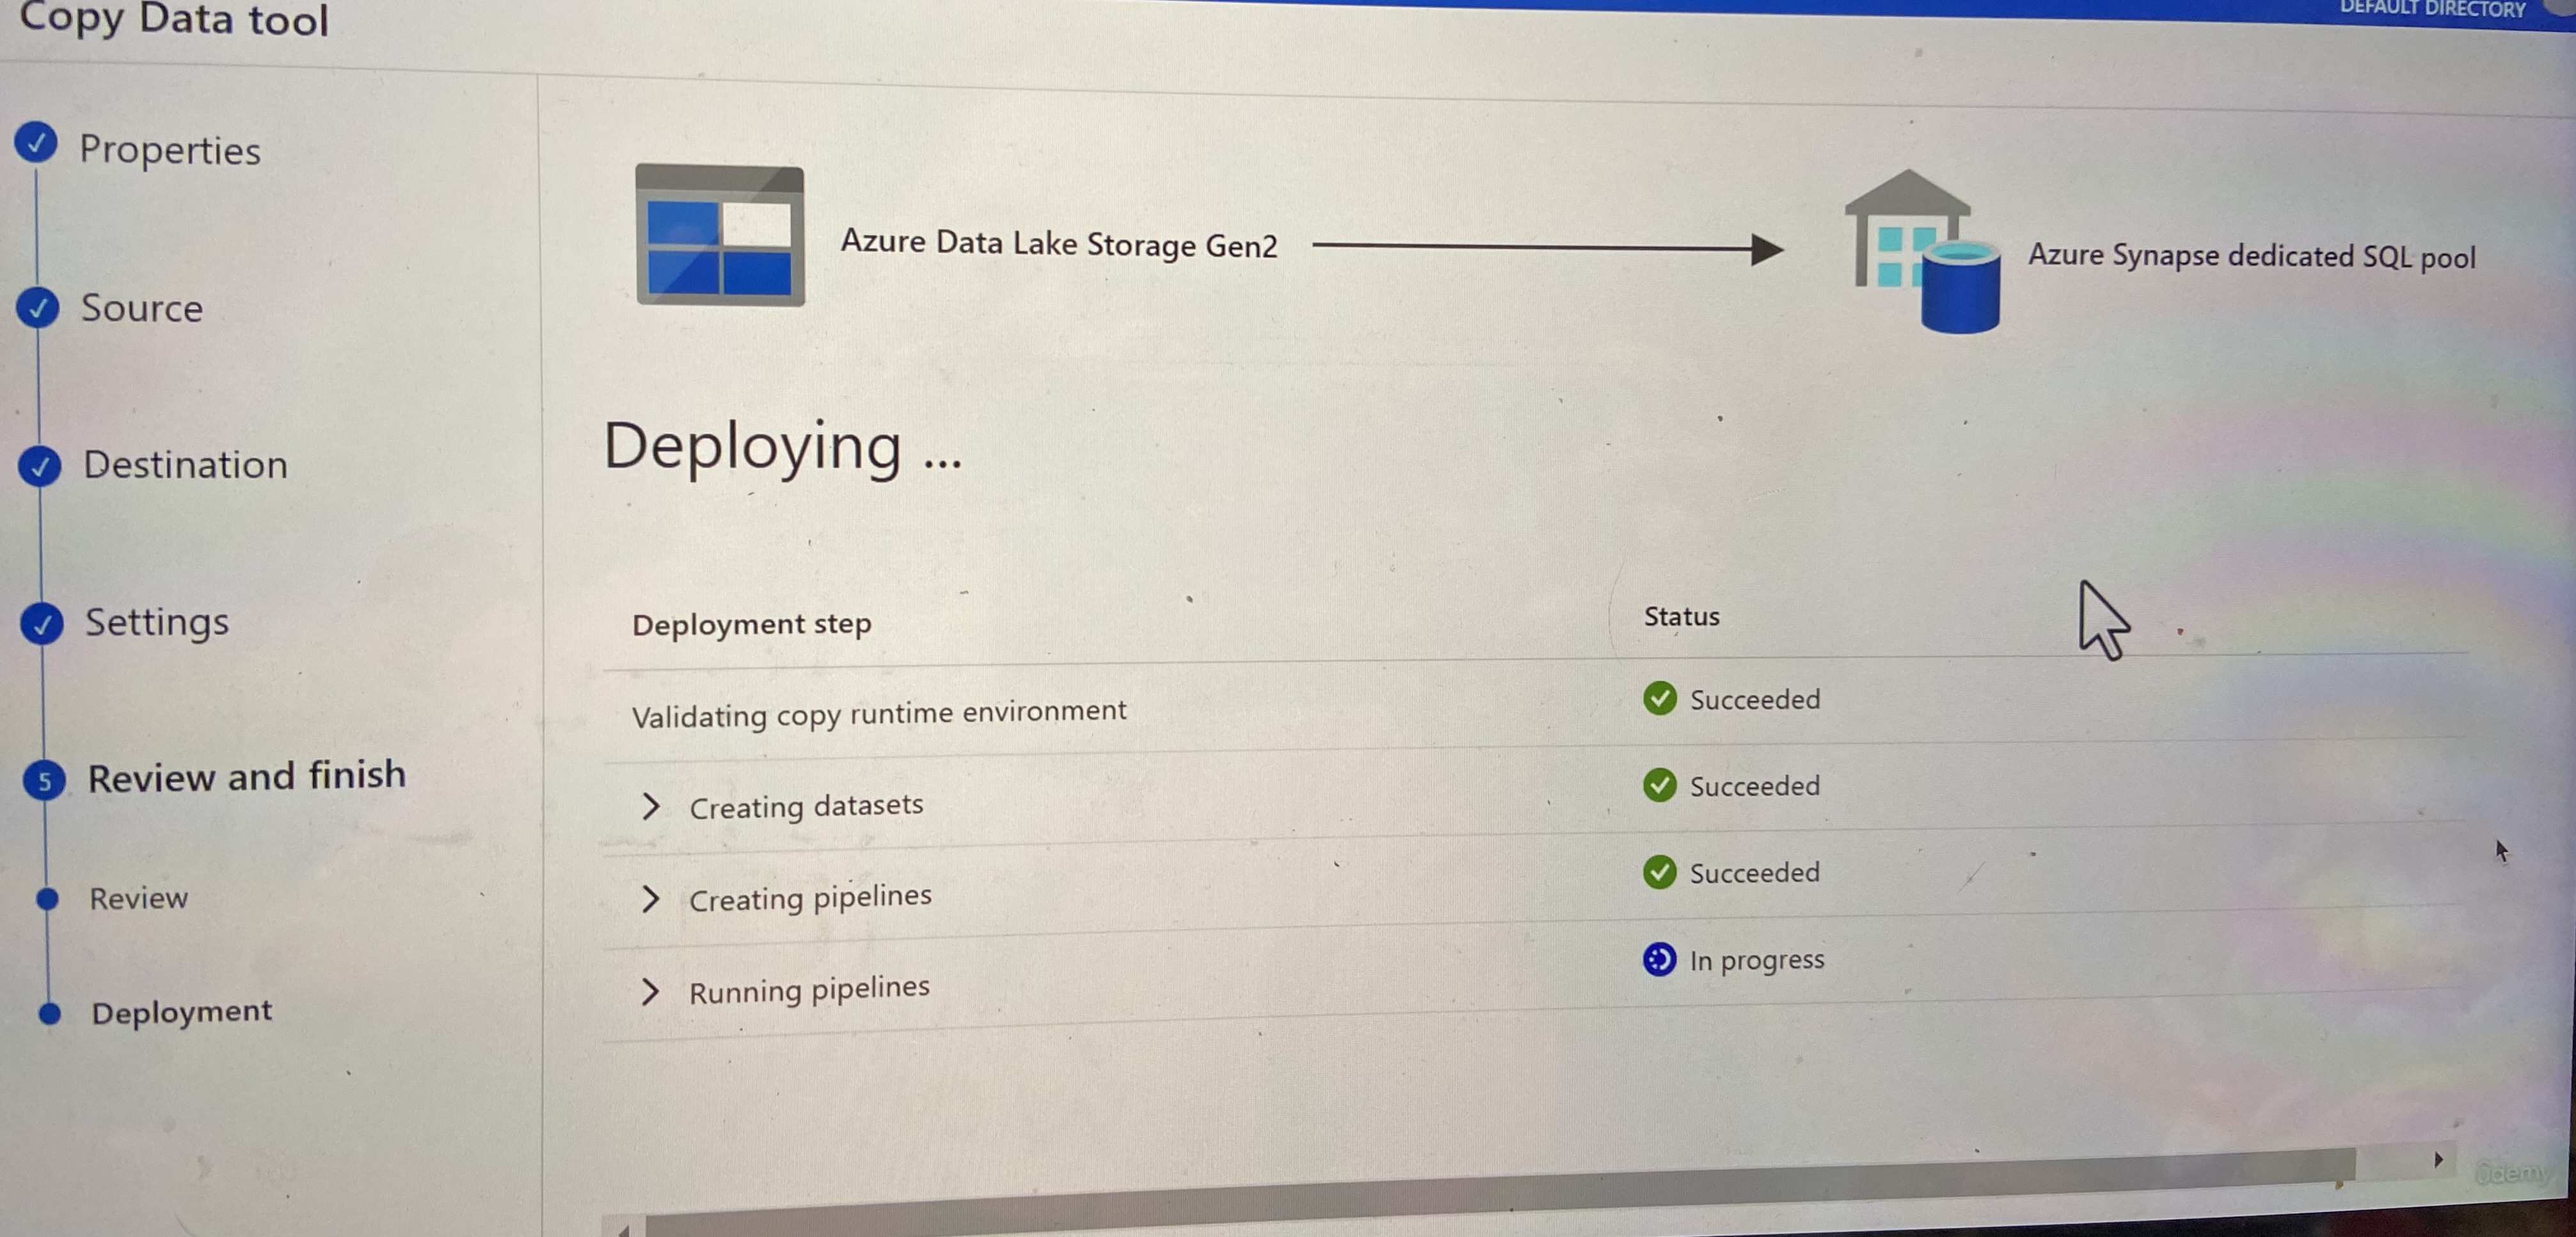 Copy Data tool
DEFAULT DIRECTORY
Properties
Source
Destination
Settings
5 Review and finish
Review
Deployment
Azure Data Lake Storage Gen2
Azure Synapse dedicated SQL pool
Deploying ...
Deployment step Status
Validating copy runtime environment Succeeded
Creating datasets Succeeded
Creating pipelines Succeeded
Running pipelines In progress
Udemy